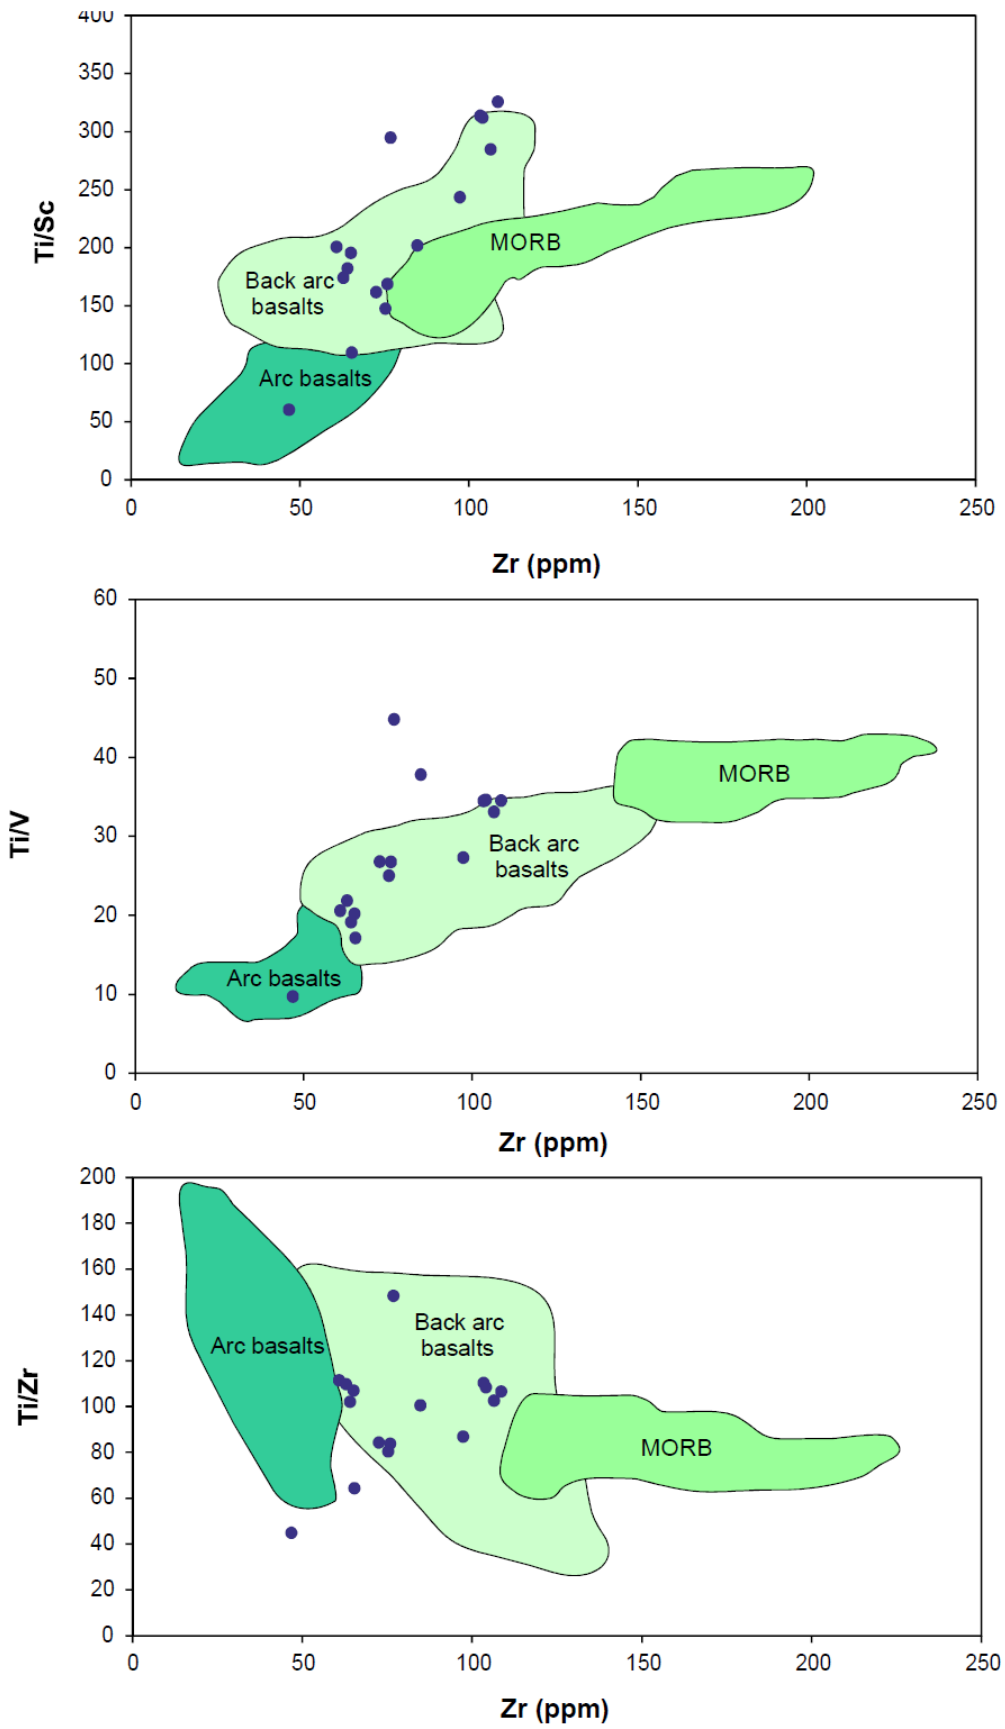 400
350
300
250
200
150
100
50
0
Ti/Sc
MORB
Back arc
basalts
Arc basalts
0 50 100 150 200 250
Zr (ppm)
60
50
40
30
20
10
0
Ti/V
MORB
Back arc
basalts
Arc basalts
0 50 100 150 200 250
Zr (ppm)
200
180
160
140
120
100
80
60
40
20
0
Ti/Zr
Back arc
basalts
Arc basalts
MORB
0 50 100 150 200 250
Zr (ppm)